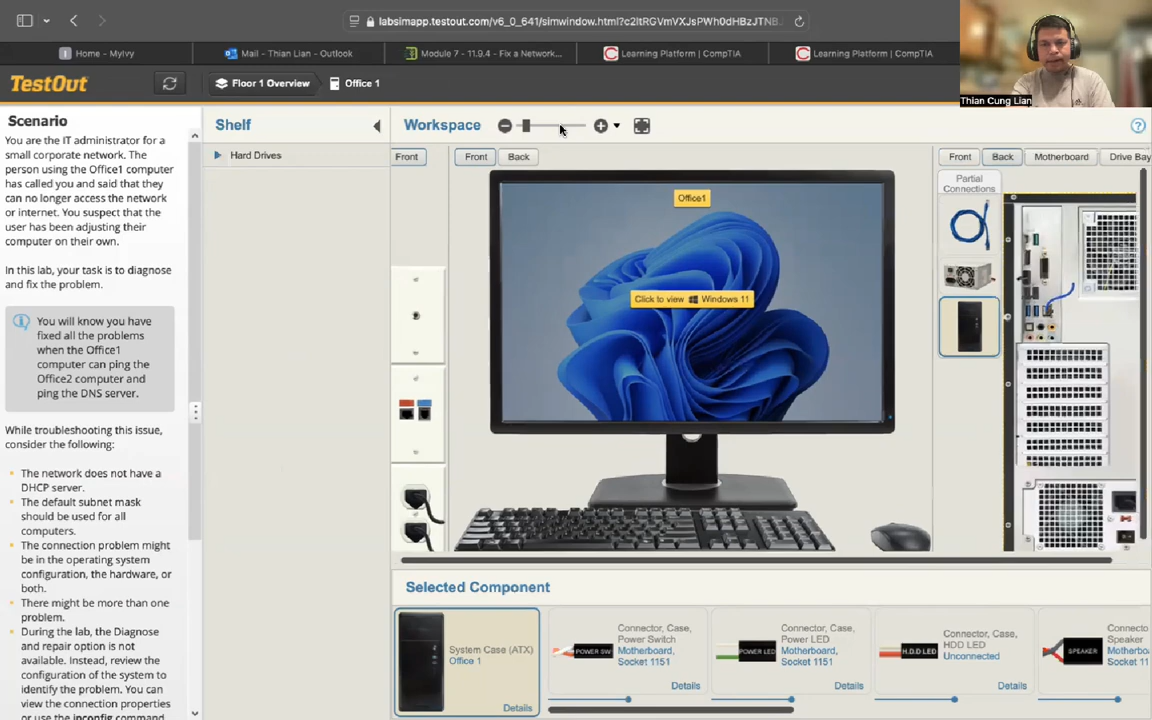 labsimapp.testout.com/v6_0_641/simwindow.html?c2ltRGVmVXJsPWh0dHBzJTNB...
Home - MyIvy
Mail - Thian Lian - Outlook
Module 7 - 11.9.4 - Fix a Network...
Learning Platform | CompTIA
Learning Platform | CompTIA
Thian Cung Lian
TestOut
Floor 1 Overview
Office 1
Scenario
You are the IT administrator for a
small corporate network. The
person using the Office1 computer
has called you and said that they
can no longer access the network
or internet. You suspect that the
user has been adjusting their
computer on their own.
In this lab, your task is to diagnose
and fix the problem.
You will know you have
fixed all the problems
when the Office1
computer can ping the
Office2 computer and
ping the DNS server.
While troubleshooting this issue,
consider the following:
The network does not have a
DHCP server.
The default subnet mask
should be used for all
computers.
The connection problem might
be in the operating system
configuration, the hardware, or
both.
There might be more than one
problem.
During the lab, the Diagnose
and repair option is not
available. Instead, review the
configuration of the system to
identify the problem. You can
view the connection properties
or use the ipconfig command
Shelf
Hard Drives
Workspace
Front
Front
Back
Office1
Click to view Windows 11
Front
Back
Motherboard
Drive Bay
Partial
Connections
Selected Component
System Case (ATX)
Office 1
Details
POWER SW
Connector, Case,
Power Switch
Motherboard,
Socket 1151
Details
POWER LED
Connector, Case,
Power LED
Motherboard,
Socket 1151
Details
H.D.D LED
Connector, Case,
HDD LED
Unconnected
Details
SPEAKER
Connecto
Speaker
Motherbo
Socket 11